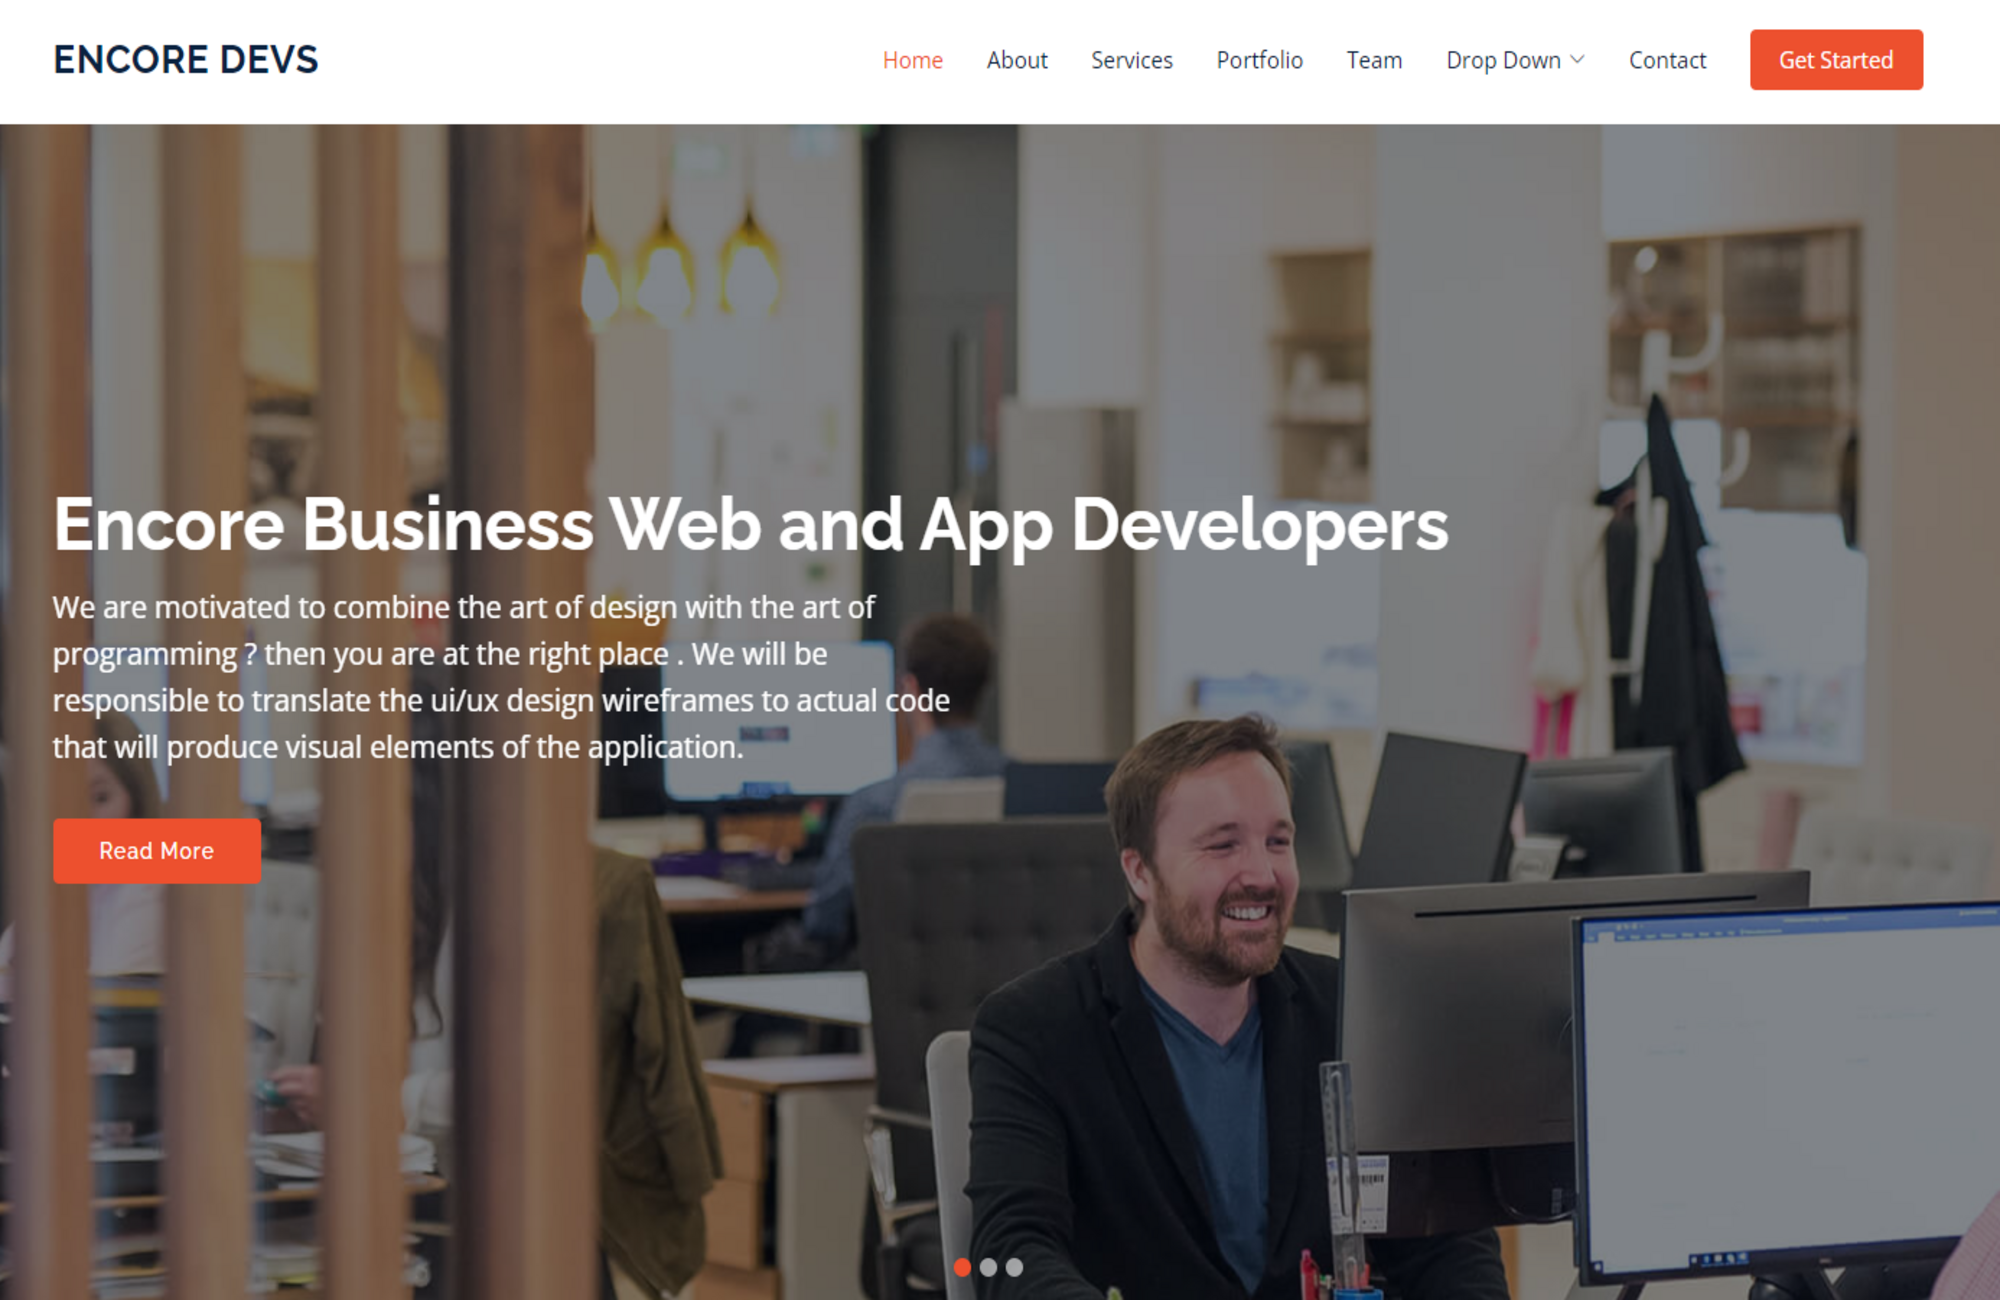 ENCORE DEVS
Home About Services Portfolio Team Drop Down Contact Get Started
Encore Business Web and App Developers
We are motivated to combine the art of design with the art of
programming ? then you are at the right place . We will be
responsible to translate the ui/ux design wireframes to actual code
that will produce visual elements of the application.
Read More